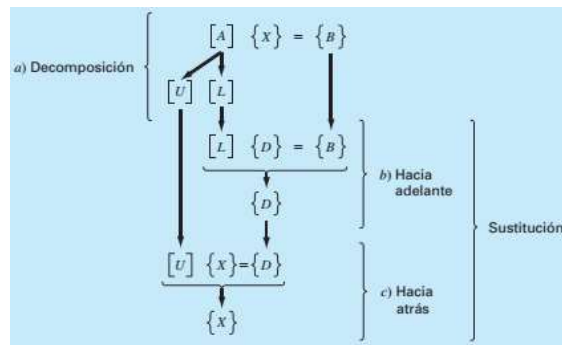 [A] {X} = {B}
a) Decomposición
[U] [L]
[L] {D} = {B}
b) Hacia
adelante
{D}
Sustitución
[U] {X}={D}
c) Hacia
atrás
{X}